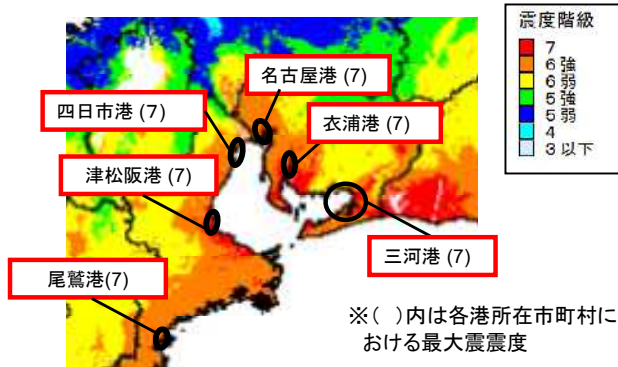 震度階級
7
6強
6弱
5強
5弱
4
3以下
名古屋港 (7)
四日市港 (7)
衣浦港 (7)
津松阪港 (7)
三河港 (7)
尾鷲港(7)
※( )内は各港所在市町村に
おける最大震震度